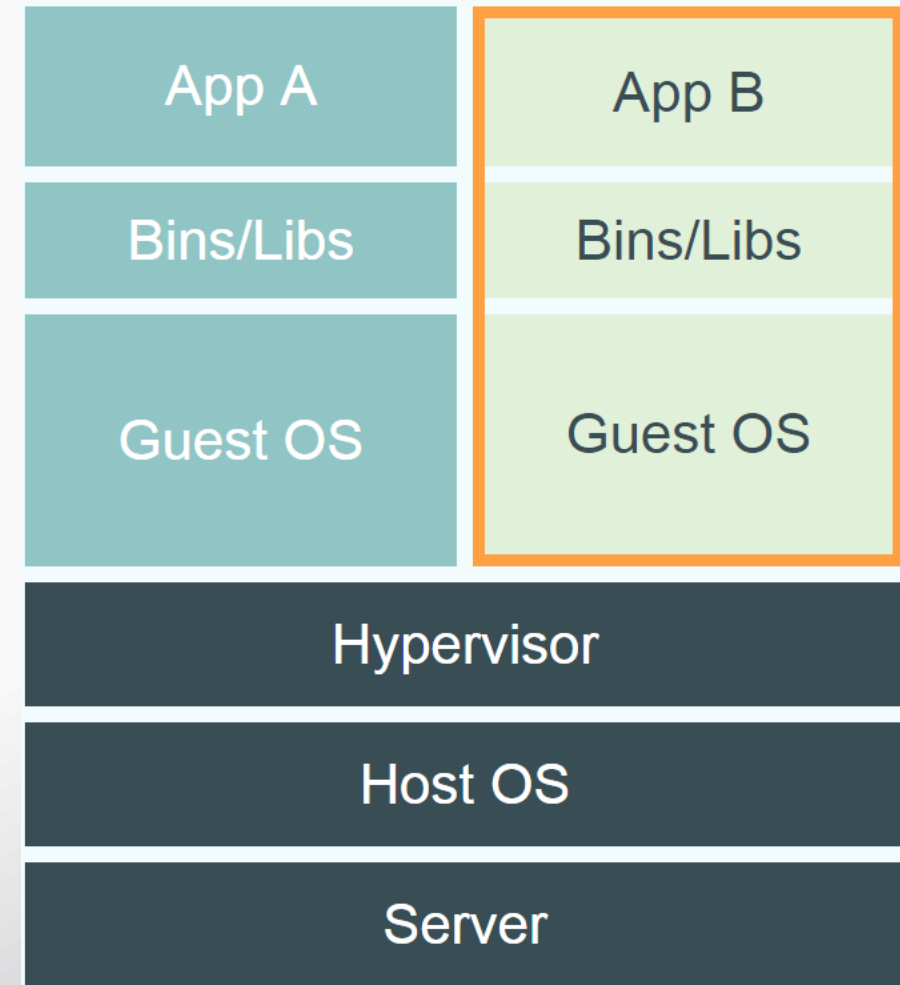 App A
App B
Bins/Libs
Bins/Libs
Guest OS
Guest OS
Hypervisor
Host OS
Server